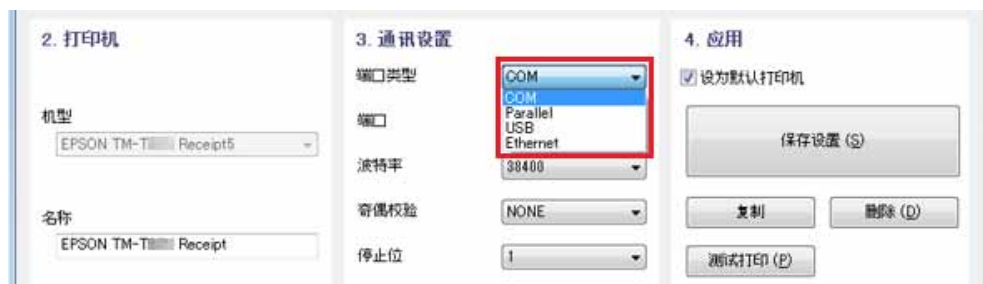 2. 打印机
机型
EPSON TM-T Receipt5
名称
EPSON TM-T Receipt
3. 通讯设置
端口类型
COM
COM
Parallel
USB
Ethernet
端口
波特率
38400
奇偶校验
NONE
停止位
1
4. 应用
设为默认打印机
保存设置 (S)
复制
删除 (D)
测试打印 (P)